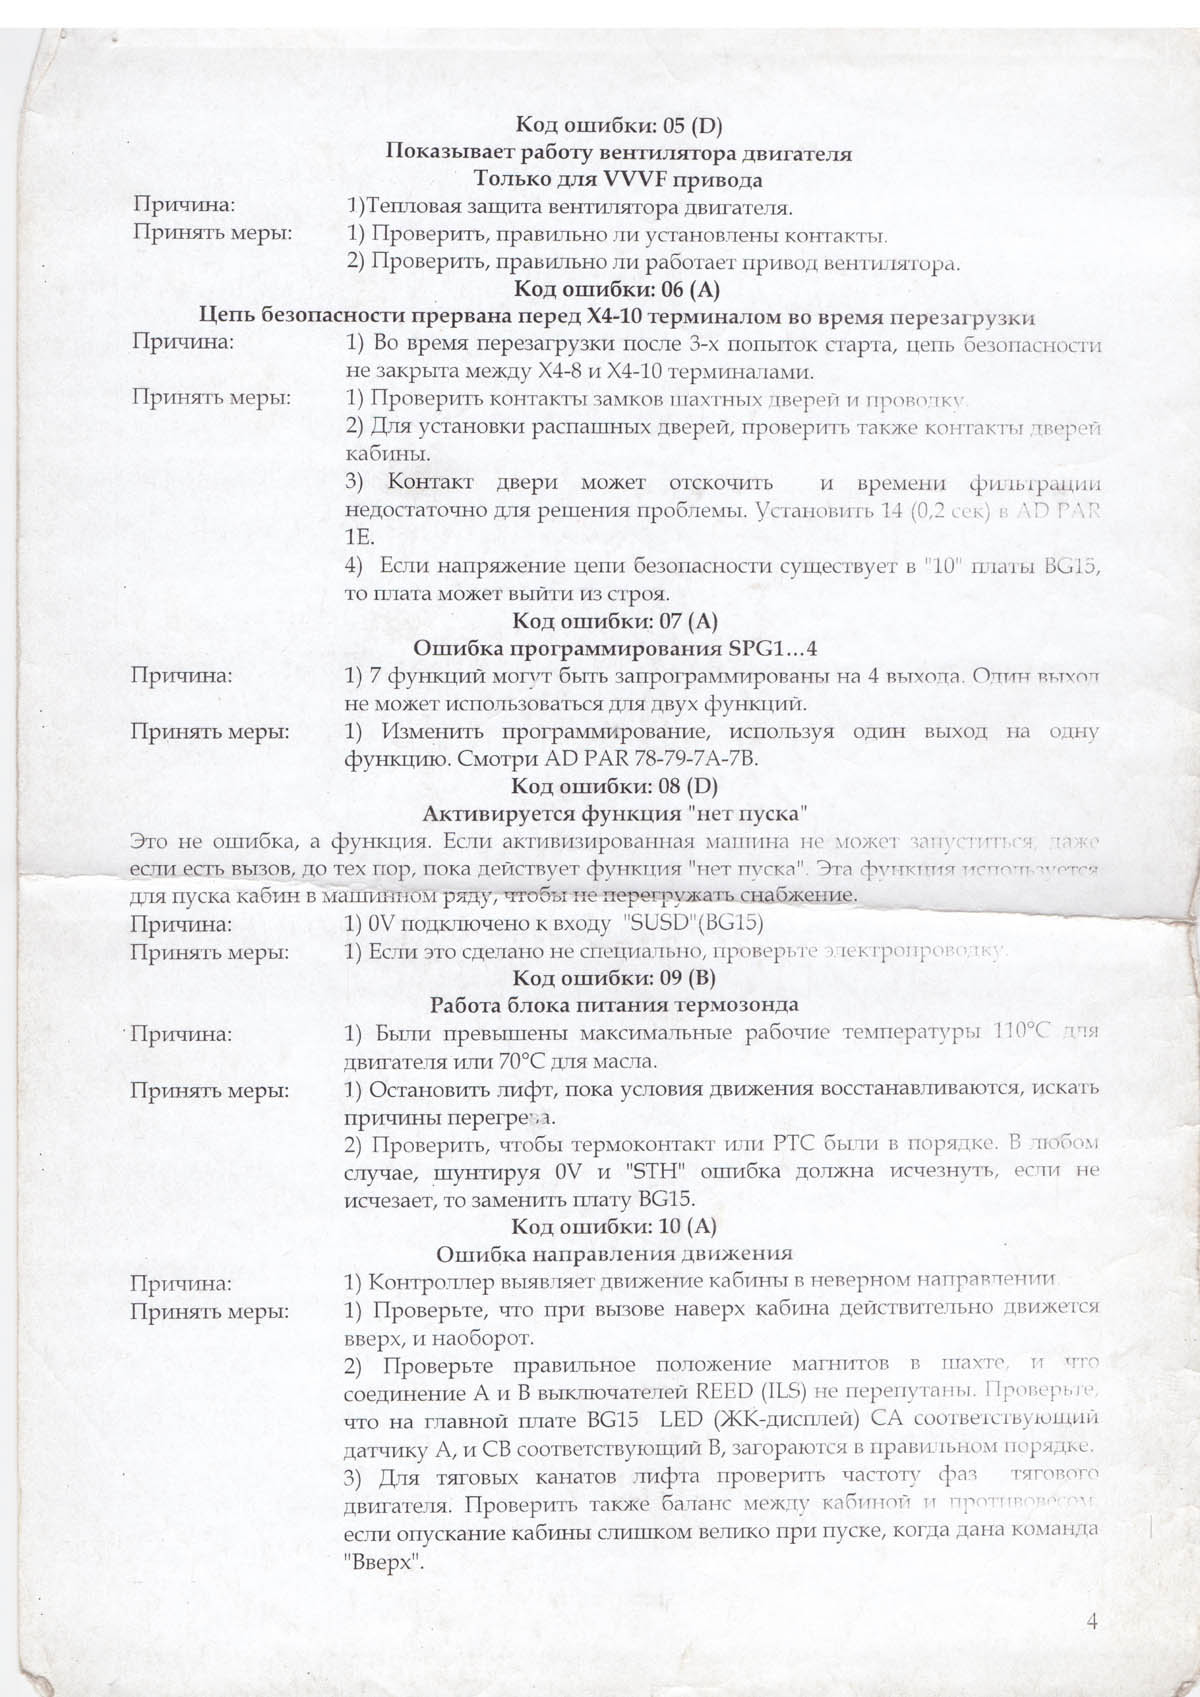 Код ошибки: 05 (D)
Показывает работу вентилятора двигателя
Только для VVVF привода
Причина: 1)Тепловая защита вентилятора двигателя.
Принять меры: 1) Проверить, правильно ли установлены контакты.
2) Проверить, правильно ли работает привод вентилятора.
Код ошибки: 06 (A)
Цепь безопасности прервана перед X4-10 терминалом во время перезагрузки
Причина: 1) Во время перезагрузки после 3-х попыток старта, цепь безопасности
не закрыта между X4-8 и X4-10 терминалами.
Принять меры: 1) Проверить контакты замков шахтных дверей и проводку.
2) Для установки распашных дверей, проверить также контакты дверей
кабины.
3) Контакт двери может отскочить и времени фильтрации
недостаточно для решения проблемы. Установить 14 (0,2 сек) в AD PAR
1E.
4) Если напряжение цепи безопасности существует в "10" платы BG15,
то плата может выйти из строя.
Код ошибки: 07 (A)
Ошибка программирования SPG1...4
Причина: 1) 7 функций могут быть запрограммированы на 4 выхода. Один выход
не может использоваться для двух функций.
Принять меры: 1) Изменить программирование, используя один выход на одну
функцию. Смотри AD PAR 78-79-7A-7B.
Код ошибки: 08 (D)
Активируется функция "нет пуска"
Это не ошибка, а функция. Если активизированная машина не может запуститься, даже
если есть вызов, до тех пор, пока действует функция "нет пуска". Эта функция используется
для пуска кабин в машинном ряду, чтобы не перегружать снабжение.
Причина: 1) 0V подключено к входу "SUSD"(BG15)
Принять меры: 1) Если это сделано не специально, проверьте электропроводку.
Код ошибки: 09 (B)
Работа блока питания термозонда
Причина: 1) Были превышены максимальные рабочие температуры 110°C для
двигателя или 70°C для масла.
Принять меры: 1) Остановить лифт, пока условия движения восстанавливаются, искать
причины перегрева.
2) Проверить, чтобы термоконтакт или PTC были в порядке. В любом
случае, шунтируя 0V и "STH" ошибка должна исчезнуть, если не
исчезает, то заменить плату BG15.
Код ошибки: 10 (A)
Ошибка направления движения
Причина: 1) Контроллер выявляет движение кабины в неверном направлении.
Принять меры: 1) Проверьте, что при вызове наверх кабина действительно движется
вверх, и наоборот.
2) Проверьте правильное положение магнитов в шахте, и что
соединение A и B выключателей REED (ILS) не перепутаны. Проверьте,
что на главной плате BG15 LED (ЖК-дисплей) CA соответствующий
датчику A, и CB соответствующий B, загораются в правильном порядке.
3) Для тяговых канатов лифта проверить частоту фаз тягового
двигателя. Проверить также баланс между кабиной и противовесом,
если опускание кабины слишком велико при пуске, когда дана команда
"Вверх".
4